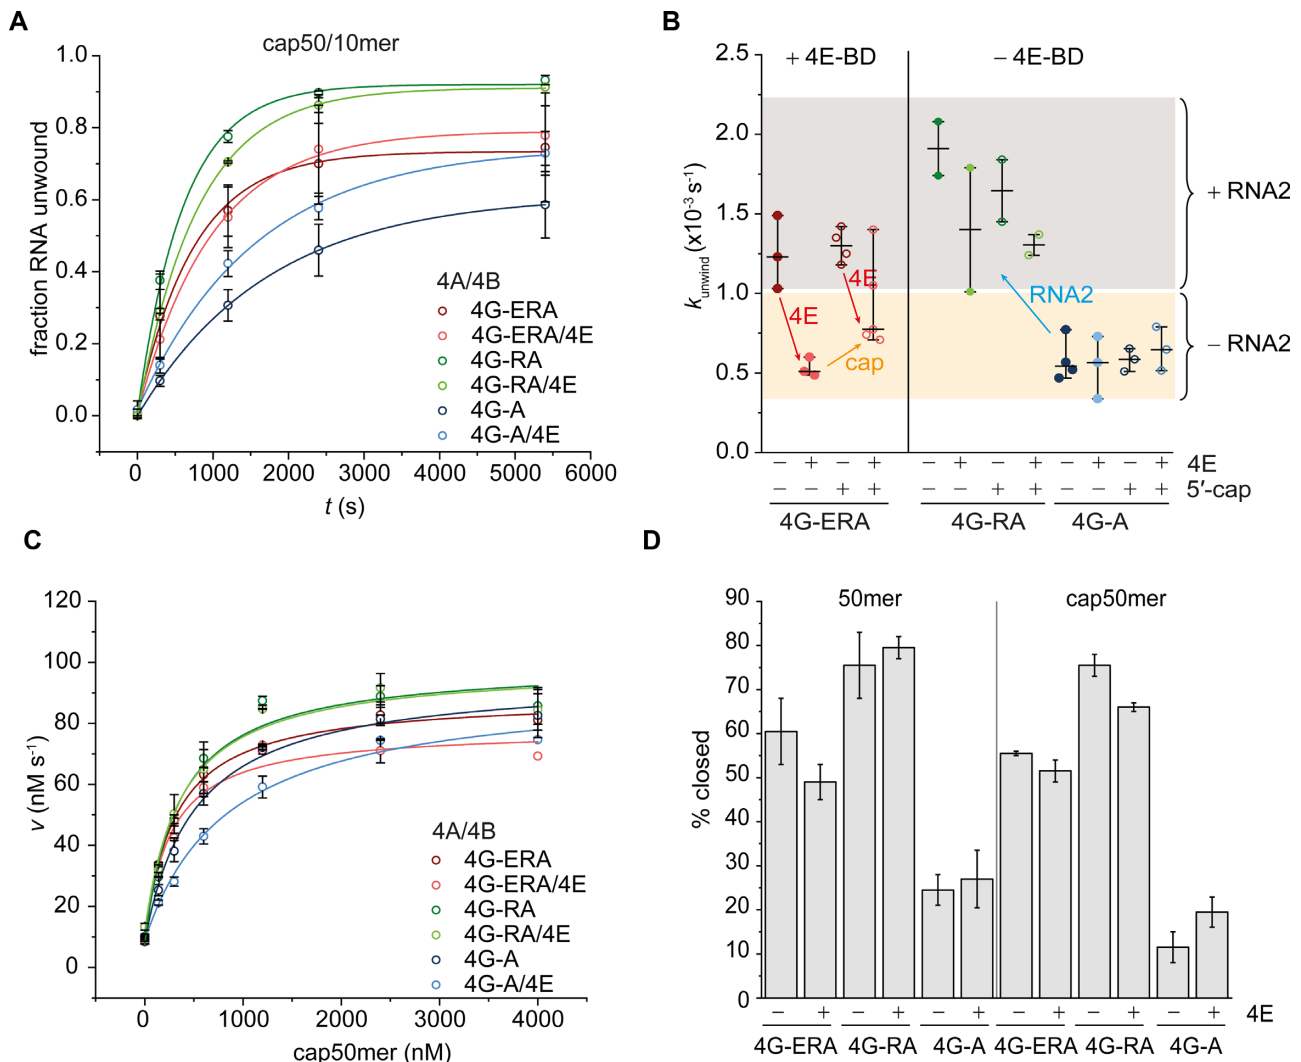 A
cap50/10mer
1.0
0.8
0.6
0.4
0.2
0.0
fraction RNA unwound
0
1000
2000
3000
4000
5000
6000
t (s)
4A/4B
4G-ERA
4G-ERA/4E
4G-RA
4G-RA/4E
4G-A
4G-A/4E
B
+ 4E-BD
− 4E-BD
2.5
2.0
1.5
1.0
0.5
0.0
kunwind (x10⁻³ s⁻¹)
4E
4E
cap
RNA2
+ RNA2
− RNA2
− + − + − + − + − + − + 4E
− − + + − − + + − − + + 5′-cap
4G-ERA
4G-RA
4G-A
C
120
100
80
60
40
20
0
v (nM s⁻¹)
0
1000
2000
3000
4000
cap50mer (nM)
4A/4B
4G-ERA
4G-ERA/4E
4G-RA
4G-RA/4E
4G-A
4G-A/4E
D
50mer
cap50mer
90
80
70
60
50
40
30
20
10
0
% closed
− + − + − + − + − + − + 4E
4G-ERA 4G-RA 4G-A 4G-ERA 4G-RA 4G-A